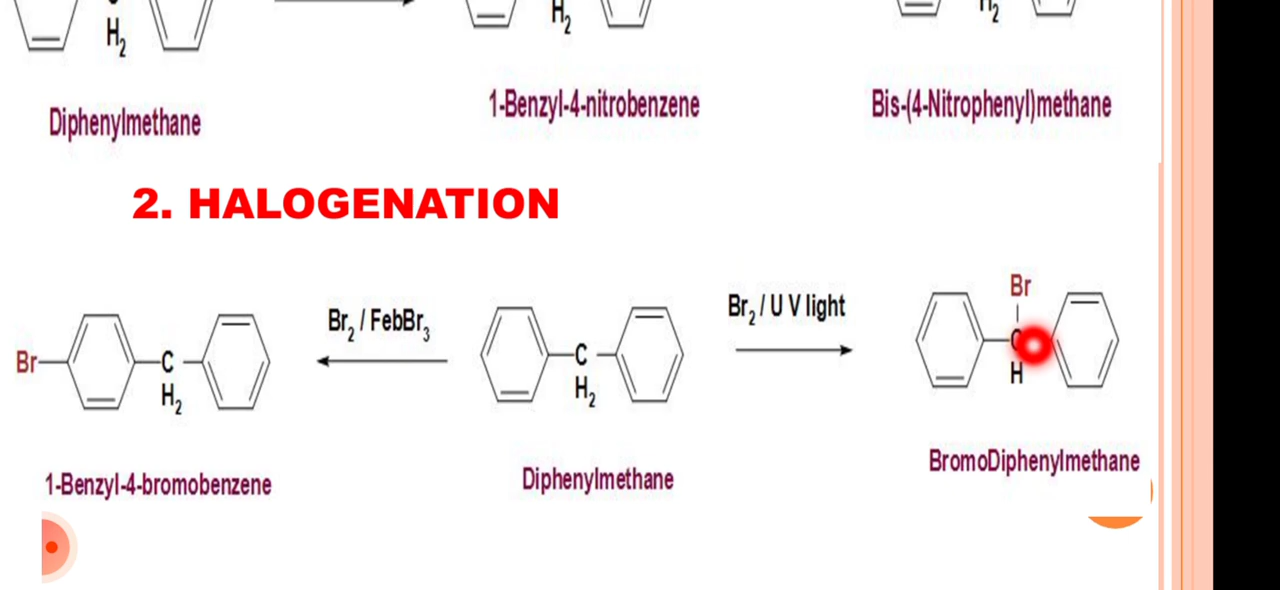 H2 H2 H2
Diphenylmethane 1-Benzyl-4-nitrobenzene Bis-(4-Nitrophenyl)methane
2. HALOGENATION
Br2 / FebBr3 Br2 / U V light Br
Br C C
H2 H2 H
1-Benzyl-4-bromobenzene Diphenylmethane BromoDiphenylmethane